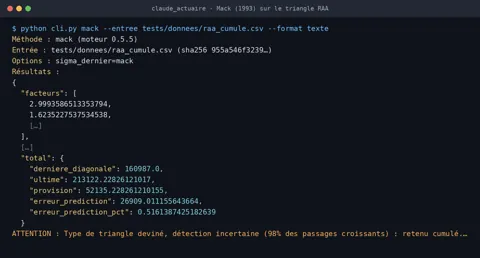 claude_actuaire - Mack (1993) sur le triangle RAA
$ python cli.py mack --entree tests/donnees/raa_cumule.csv --format texte
Méthode : mack (moteur 0.5.5)
Entrée : tests/donnees/raa_cumule.csv (sha256 955a546f3239…)
Options : sigma_dernier=mack
Résultats :
{
"facteurs": [
2.9993586513353794,
1.6235227537534538,
[…]
],
[…]
"total": {
"derniere_diagonale": 160987.0,
"ultime": 213122.22826121017,
"provision": 52135.228261210155,
"erreur_prediction": 26909.011155643664,
"erreur_prediction_pct": 0.5161387425182639
}
ATTENTION : Type de triangle deviné, détection incertaine (98% des passages croissants) : retenu cumulé.…